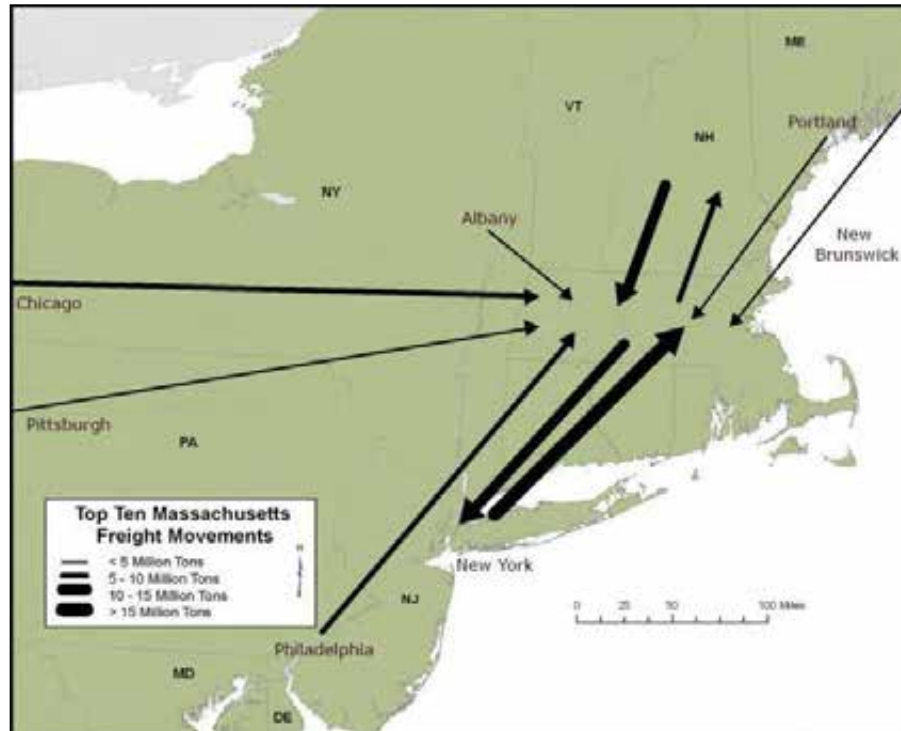 ME
VT
Portland
NH
NY
Albany
New
Brunswick
Chicago
Pittsburgh
PA
Top Ten Massachusetts
Freight Movements
< 5 Million Tons
5 - 10 Million Tons
10 - 15 Million Tons
> 15 Million Tons
New York
NJ
0 25 50 100 Miles
Philadelphia
MD
DE